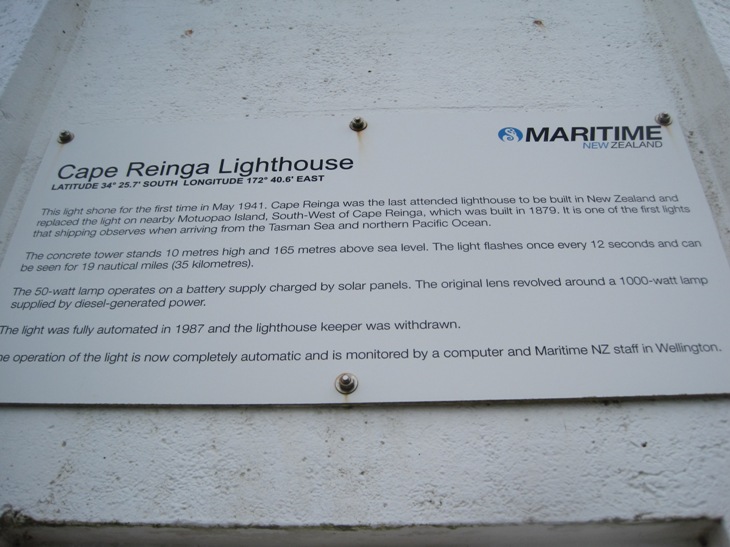 MARITIME
NEW ZEALAND
Cape Reinga Lighthouse
LATITUDE 34° 25.7' SOUTH LONGITUDE 172° 40.6' EAST
This light shone for the first time in May 1941. Cape Reinga was the last attended lighthouse to be built in New Zealand and
replaced the light on nearby Motuopao Island, South-West of Cape Reinga, which was built in 1879. It is one of the first lights
that shipping observes when arriving from the Tasman Sea and northern Pacific Ocean.
The concrete tower stands 10 metres high and 165 metres above sea level. The light flashes once every 12 seconds and can
be seen for 19 nautical miles (35 kilometres).
The 50-watt lamp operates on a battery supply charged by solar panels. The original lens revolved around a 1000-watt lamp
supplied by diesel-generated power.
The light was fully automated in 1987 and the lighthouse keeper was withdrawn.
he operation of the light is now completely automatic and is monitored by a computer and Maritime NZ staff in Wellington.